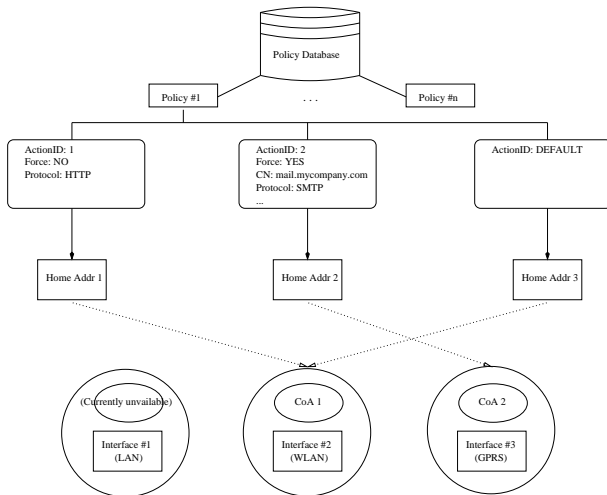 Policy Database
Policy #1
. . .
Policy #n
ActionID: 1
Force: NO
Protocol: HTTP
ActionID: 2
Force: YES
CN: mail.mycompany.com
Protocol: SMTP
...
ActionID: DEFAULT
Home Addr 1
Home Addr 2
Home Addr 3
(Currently unvailable)
CoA 1
CoA 2
Interface #1
(LAN)
Interface #2
(WLAN)
Interface #3
(GPRS)